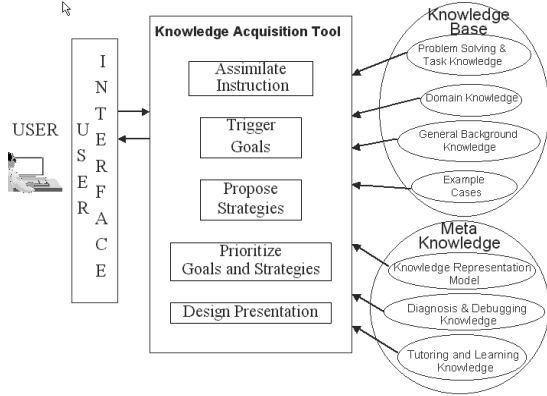 USER
USER
INTERFACE
Knowledge Acquisition Tool
Assimilate
Instruction
Trigger
Goals
Propose
Strategies
Prioritize
Goals and Strategies
Design Presentation
Knowledge
Base
Problem Solving &
Task Knowledge
Domain Knowledge
General Background
Knowledge
Example
Cases
Meta
Knowledge
Knowledge Representation
Model
Diagnosis & Debugging
Knowledge
Tutoring and Learning
Knowledge